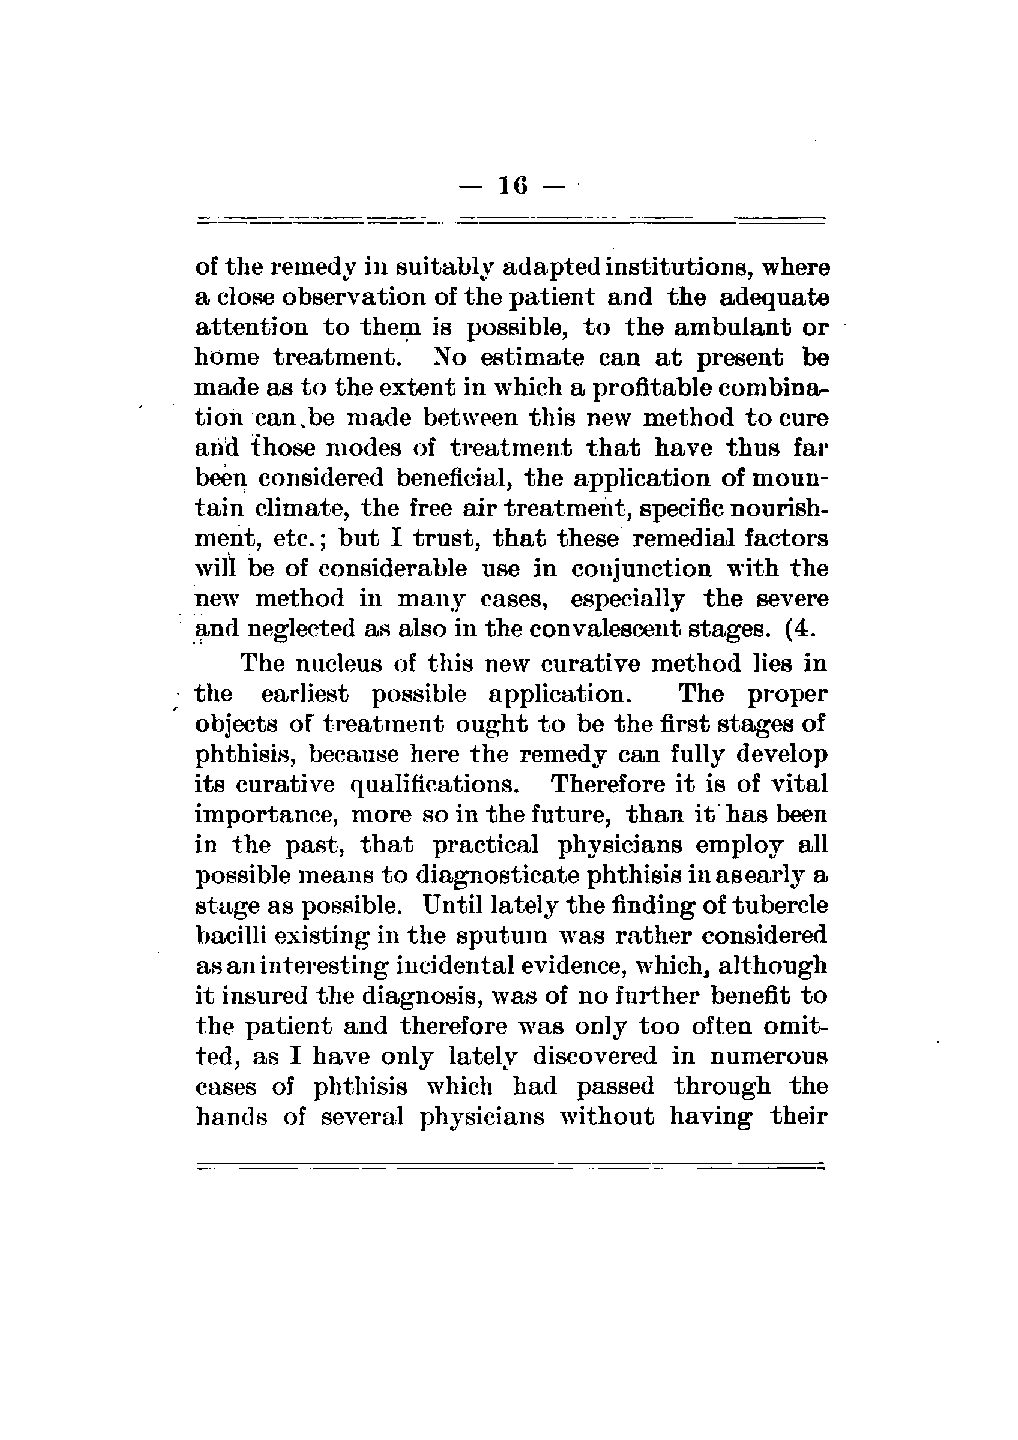 — 16 —
of the remedy in suitably adapted institutions, where
a close observation of the patient and the adequate
attention to them is possible, to the ambulant or
home treatment. No estimate can at present be
made as to the extent in which a profitable combina-
tion can be made between this new method to cure
and those modes of treatment that have thus far
been considered beneficial, the application of moun-
tain climate, the free air treatment, specific nourish-
ment, etc.; but I trust, that these remedial factors
will be of considerable use in conjunction with the
new method in many cases, especially the severe
and neglected as also in the convalescent stages. (4.
The nucleus of this new curative method lies in
the earliest possible application. The proper
objects of treatment ought to be the first stages of
phthisis, because here the remedy can fully develop
its curative qualifications. Therefore it is of vital
importance, more so in the future, than it has been
in the past, that practical physicians employ all
possible means to diagnosticate phthisis in as early a
stage as possible. Until lately the finding of tubercle
bacilli existing in the sputum was rather considered
as an interesting incidental evidence, which, although
it insured the diagnosis, was of no further benefit to
the patient and therefore was only too often omit-
ted, as I have only lately discovered in numerous
cases of phthisis which had passed through the
hands of several physicians without having their